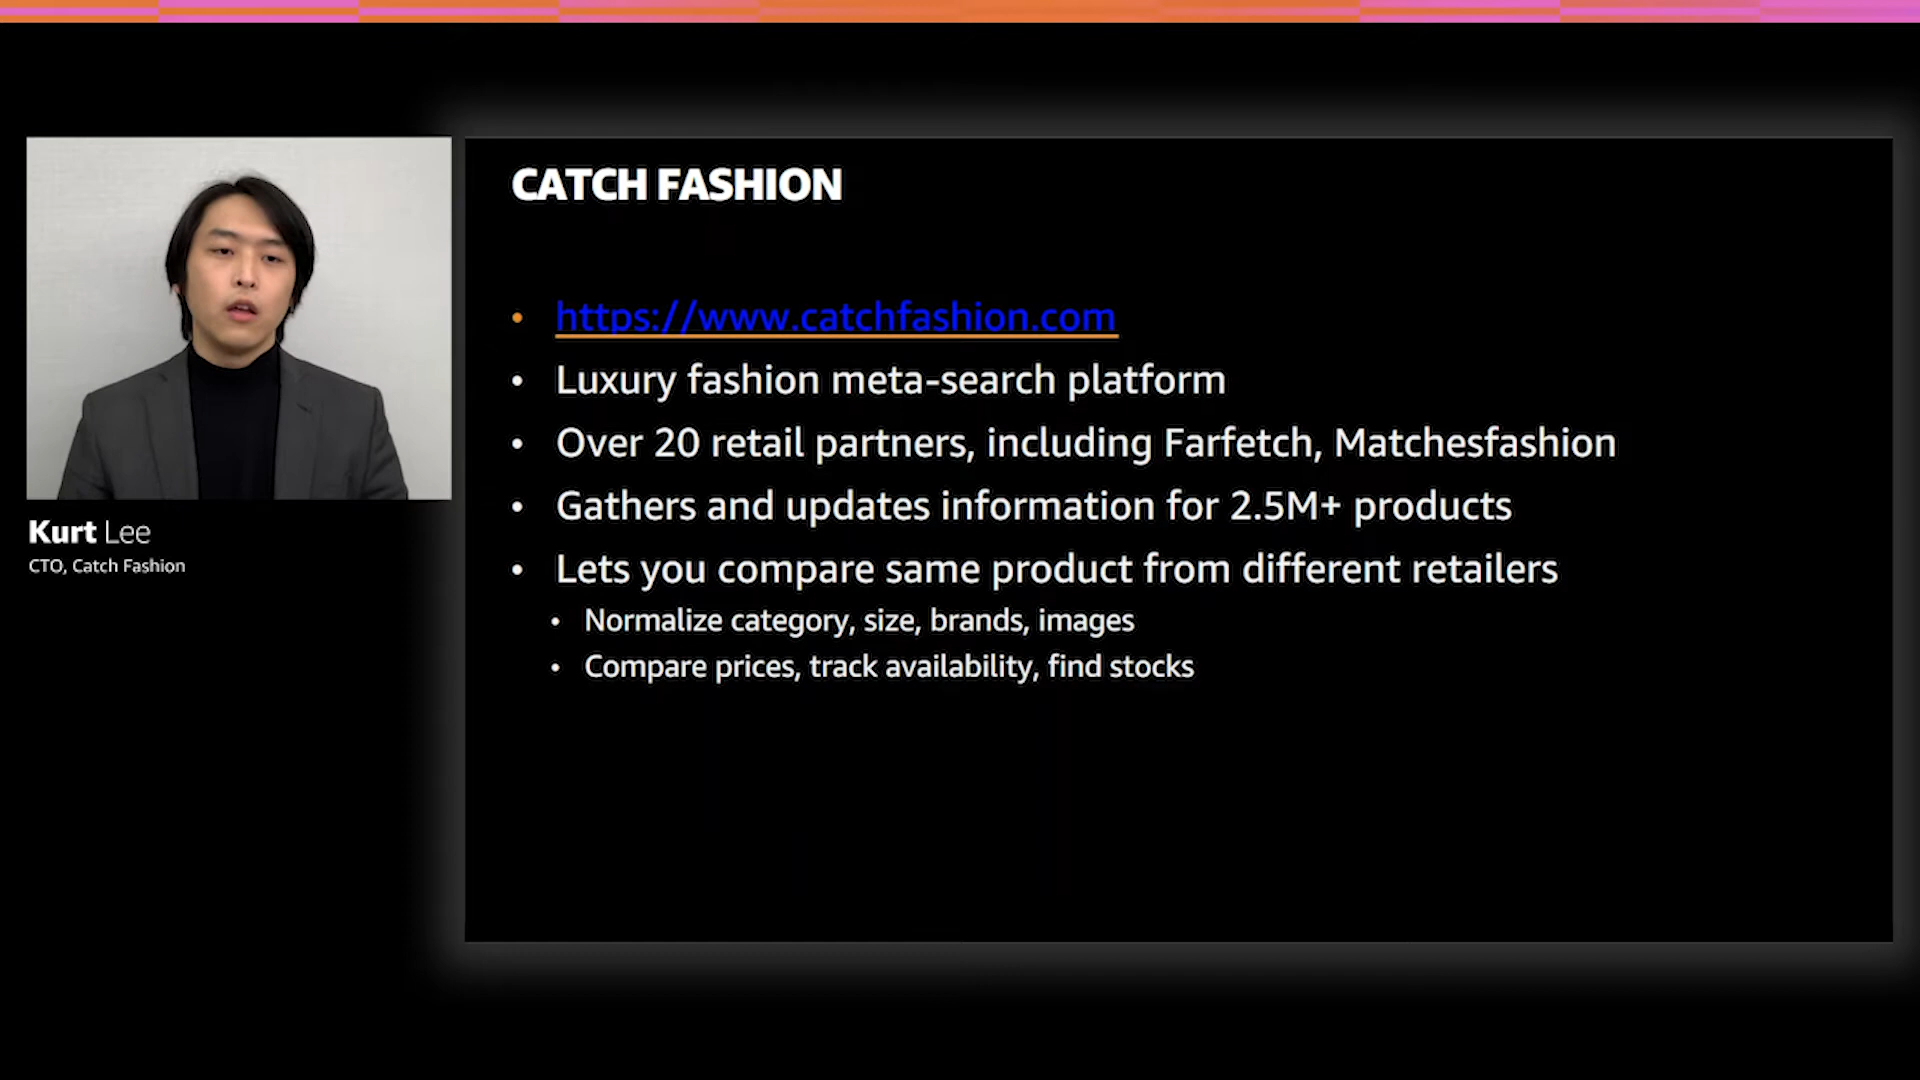 CATCH FASHION
https://www.catchfashion.com
Luxury fashion meta-search platform
Over 20 retail partners, including Farfetch, Matchesfashion
Gathers and updates information for 2.5M+ products
Lets you compare same product from different retailers
Normalize category, size, brands, images
Compare prices, track availability, find stocks
Kurt Lee
CTO, Catch Fashion